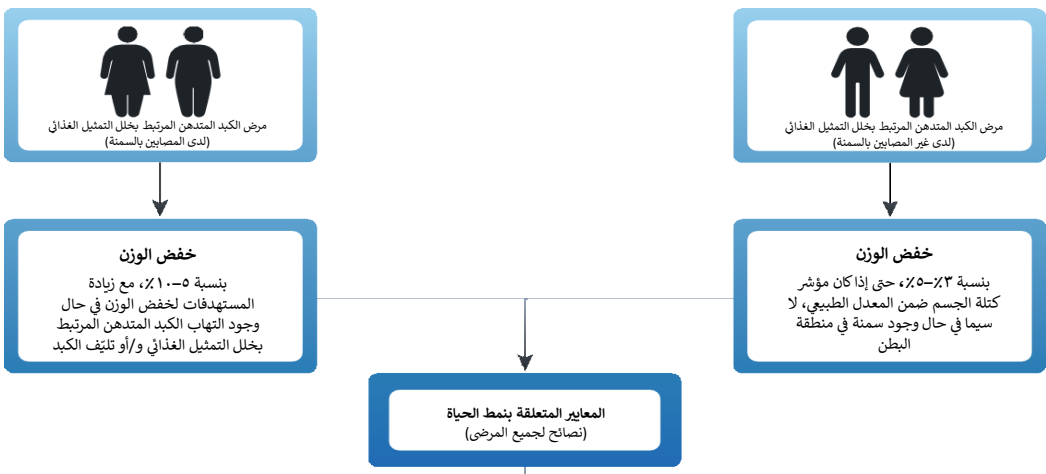 مرض الكبد المتدهن المرتبط بخلل التمثيل الغذائي
(لدى غير المصابين بالسمنة)
مرض الكبد المتدهن المرتبط بخلل التمثيل الغذائي
(لدى المصابين بالسمنة)
خفض الوزن
بنسبة ٣٪–٥٪، حتى إذا كان مؤشر
كتلة الجسم ضمن المعدل الطبيعي، لا
سيما في حال وجود سمنة في منطقة
البطن
خفض الوزن
بنسبة ٥–١٠٪، مع زيادة
المستهدفات لخفض الوزن في حال
وجود التهاب الكبد المتدهن المرتبط
بخلل التمثيل الغذائي و/أو تليّف الكبد
المعايير المتعلقة بنمط الحياة
(نصائح لجميع المرضى)